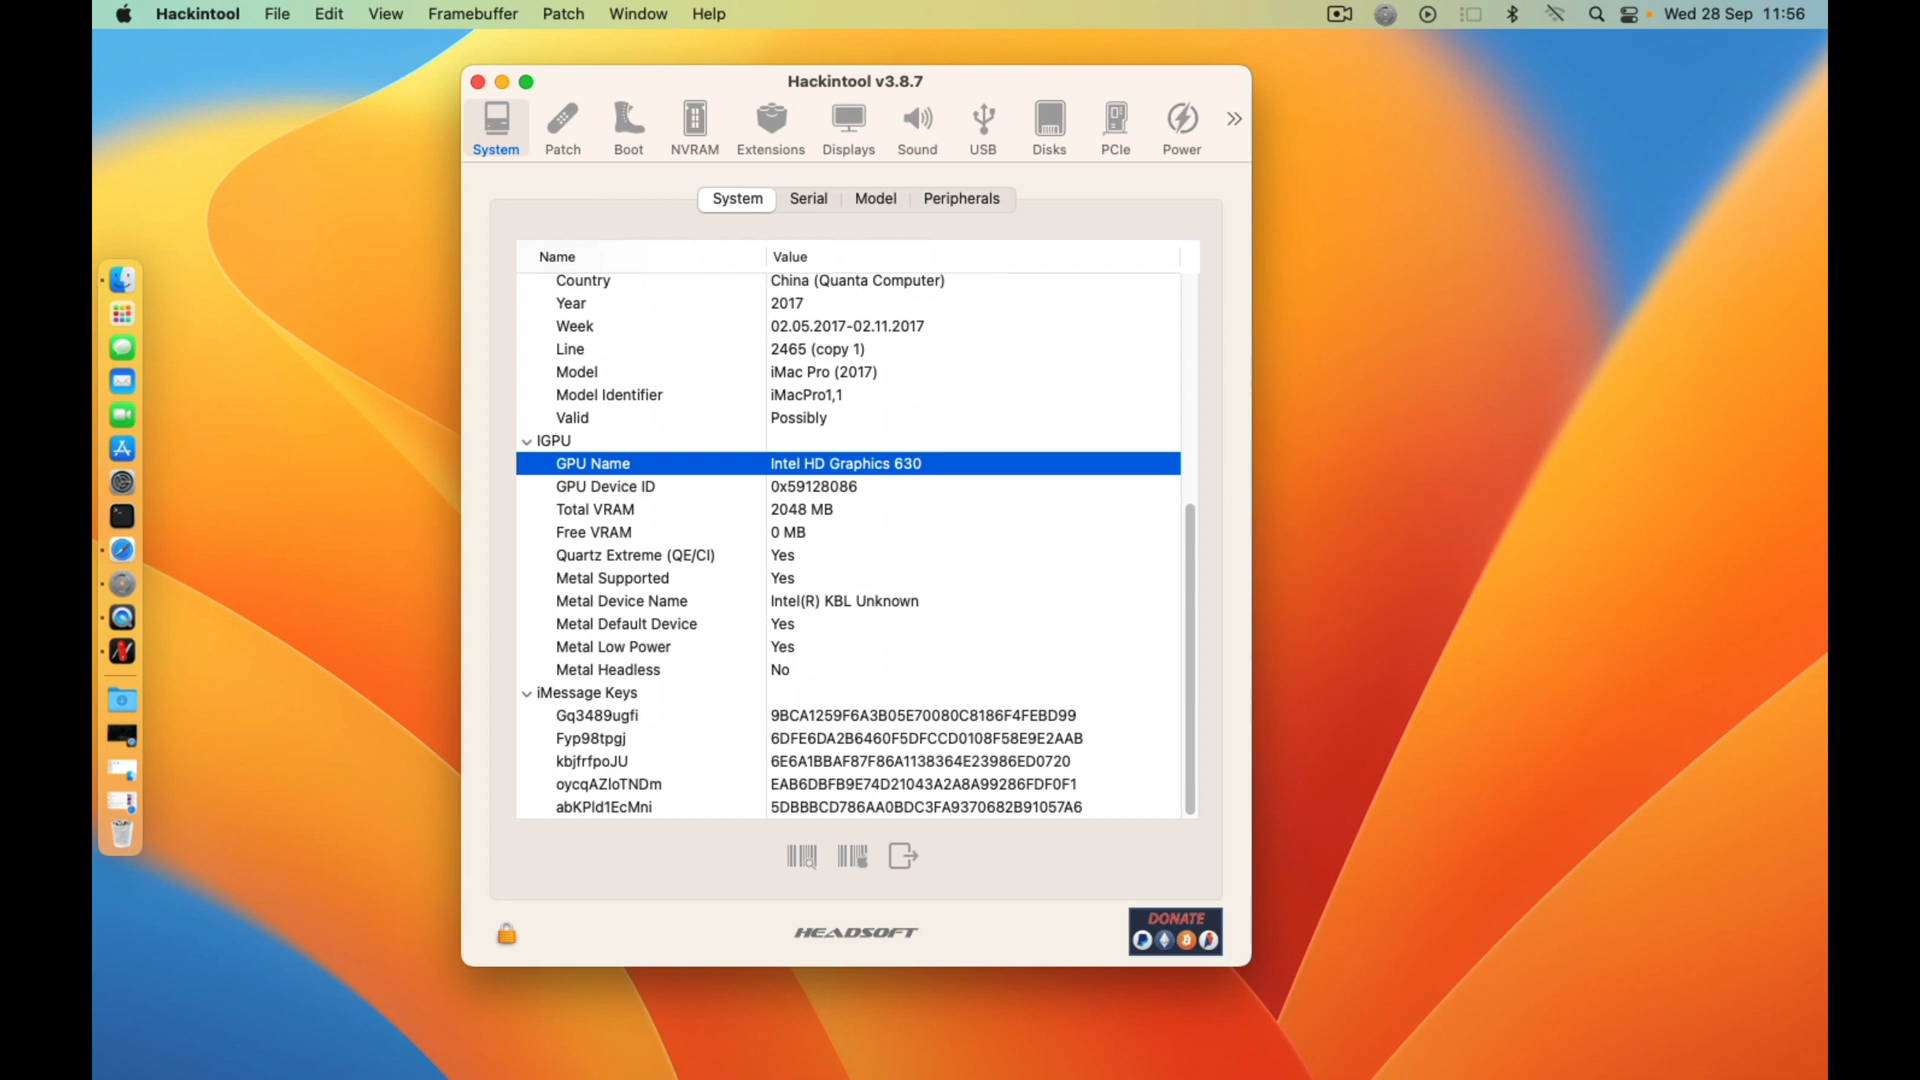 Hackintool File Edit View Framebuffer Patch Window Help Wed 28 Sep 11:56
Hackintool v3.8.7
System Patch Boot NVRAM Extensions Displays Sound USB Disks PCIe Power
System Serial Model Peripherals
Name Value
Country China (Quanta Computer)
Year 2017
Week 02.05.2017-02.11.2017
Line 2465 (copy 1)
Model iMac Pro (2017)
Model Identifier iMacPro1,1
Valid Possibly
IGPU
GPU Name Intel HD Graphics 630
GPU Device ID 0x59128086
Total VRAM 2048 MB
Free VRAM 0 MB
Quartz Extreme (QE/CI) Yes
Metal Supported Yes
Metal Device Name Intel(R) KBL Unknown
Metal Default Device Yes
Metal Low Power Yes
Metal Headless No
iMessage Keys
Gq3489ugfi 9BCA1259F6A3B05E70080C8186F4FEBD99
Fyp98tpgj 6DFE6DA2B6460F5DFCCD0108F58E9E2AAB
kbjfrfpoJU 6E6A1BBAF87F86A1138364E23986ED0720
oycqAZloTNDm EAB6DBFB9E74D21043A2A8A99286FDF0F1
abKPld1EcMni 5DBBBCD786AA0BDC3FA9370682B91057A6
HEADSOFT
DONATE